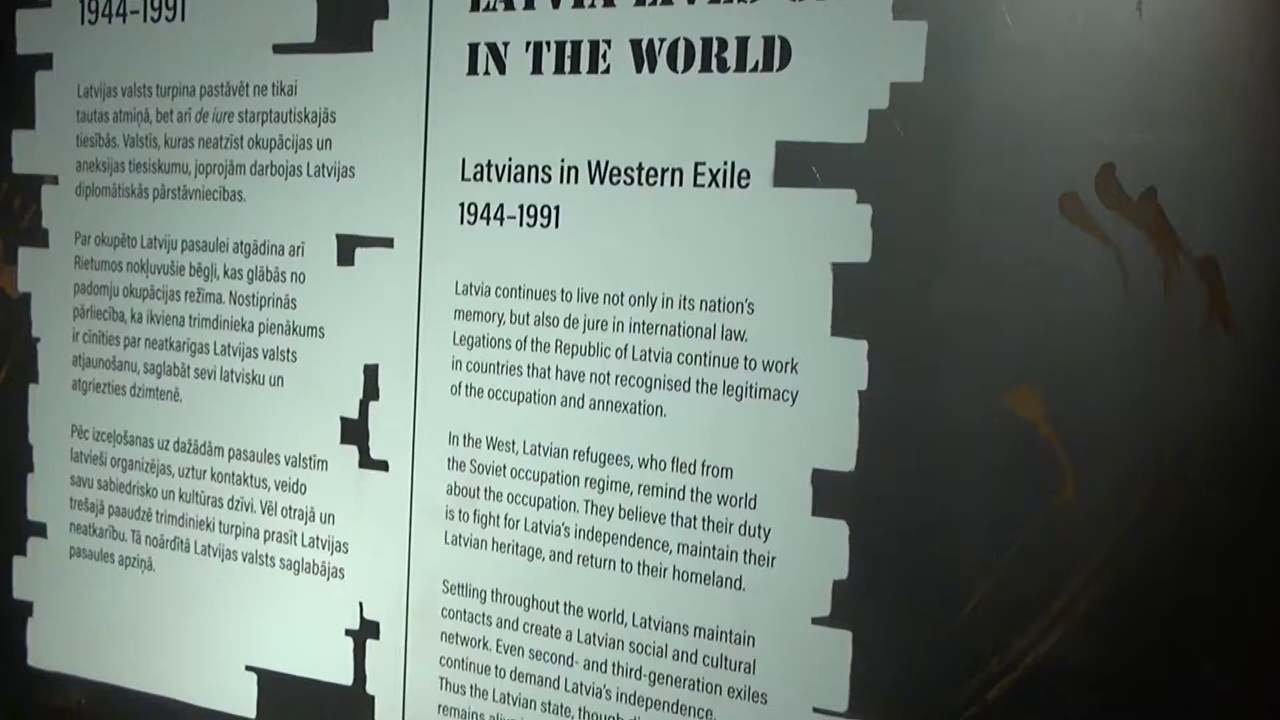 1944–1991
Latvijas valsts turpina pastāvēt ne tikai
tautas atmiņā, bet arī de iure starptautiskajās
tiesībās. Valstīs, kuras neatzīst okupācijas un
aneksijas tiesiskumu, joprojām darbojas Latvijas
diplomātiskās pārstāvniecības.
Par okupēto Latviju pasaulei atgādina arī
Rietumos nokļuvušie bēgļi, kas glābās no
padomju okupācijas režīma. Nostiprinās
pārliecība, ka ikviena trimdinieka pienākums
ir cīnīties par neatkarīgas Latvijas valsts
atjaunošanu, saglabāt sevi latvisku un
atgriezties dzimtenē.
Pēc izceļošanas uz dažādām pasaules valstīm
latvieši organizējas, uztur kontaktus, veido
savu sabiedrisko un kultūras dzīvi. Vēl otrajā un
trešajā paaudzē trimdinieki turpina prasīt Latvijas
neatkarību. Tā noārdītā Latvijas valsts saglabājas
pasaules apziņā.
LATVIA LIVES
IN THE WORLD
Latvians in Western Exile
1944–1991
Latvia continues to live not only in its nation's
memory, but also de jure in international law.
Legations of the Republic of Latvia continue to work
in countries that have not recognised the legitimacy
of the occupation and annexation.
In the West, Latvian refugees, who fled from
the Soviet occupation regime, remind the world
about the occupation. They believe that their duty
is to fight for Latvia's independence, maintain their
Latvian heritage, and return to their homeland.
Settling throughout the world, Latvians maintain
contacts and create a Latvian social and cultural
network. Even second- and third-generation exiles
continue to demand Latvia's independence.
Thus the Latvian state, though
remains